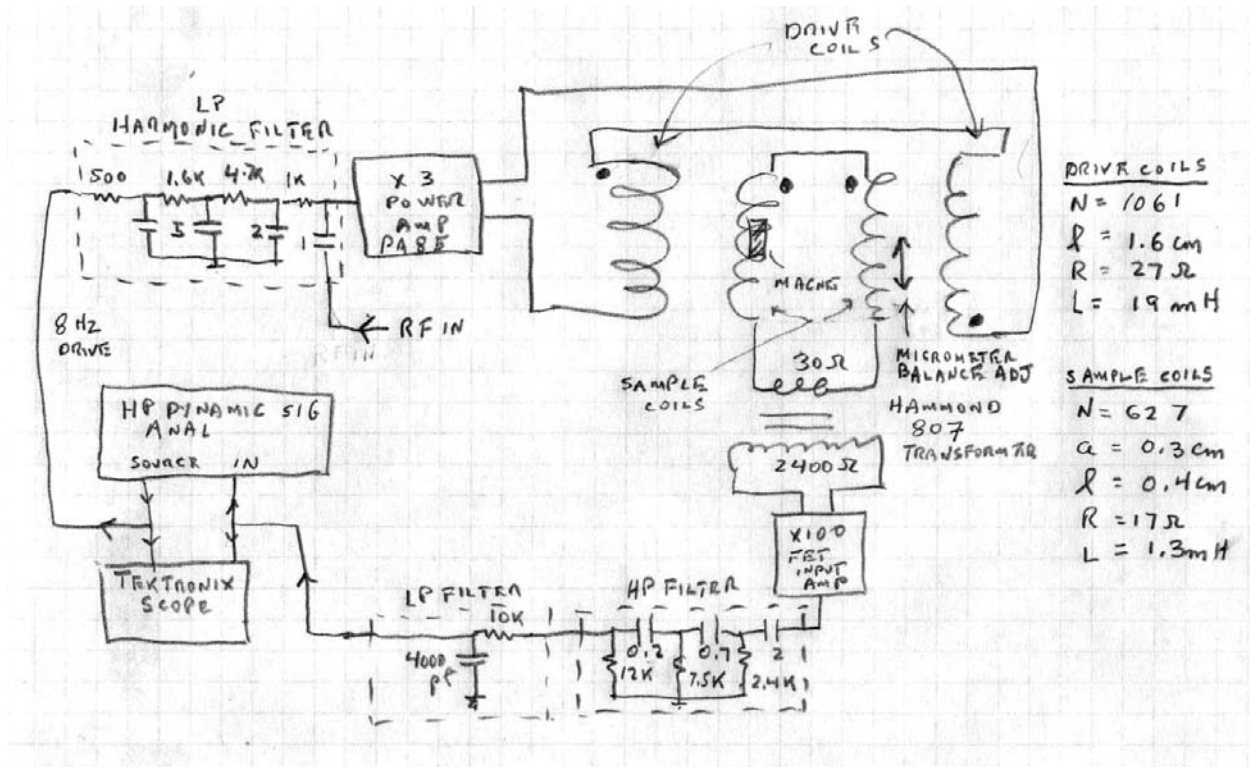 DRIVE
COILS
LP
HARMONIC FILTER
500
1.6K
4.7K
1K
5
2
1
X 3
POWER
AMP
RF IN
8 HZ
DRIVE
MAGNET
SAMPLE
COILS
30Ω
MICROMETER
BALANCE ADJ
HAMMOND
807
TRANSFORMER
2400Ω
X100
FET
INPUT
AMP
HP DYNAMIC SIG
ANAL
SOURCE IN
TEKTRONIX
SCOPE
LP FILTER
10K
4000
pF
HP FILTER
0.7
2
12K
7.5K
2.4K
DRIVE COILS
N = 1061
l = 1.6 cm
R = 27 Ω
L = 19 mH
SAMPLE COILS
N = 627
a = 0.3 cm
l = 0.4 cm
R = 17Ω
L = 1.3 mH